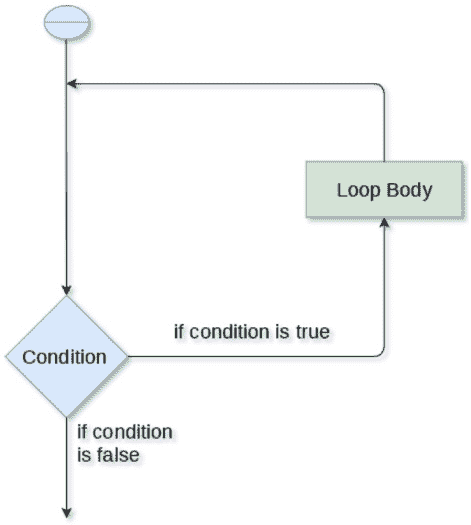 Loop Body
if condition is true
Condition
if condition
is false